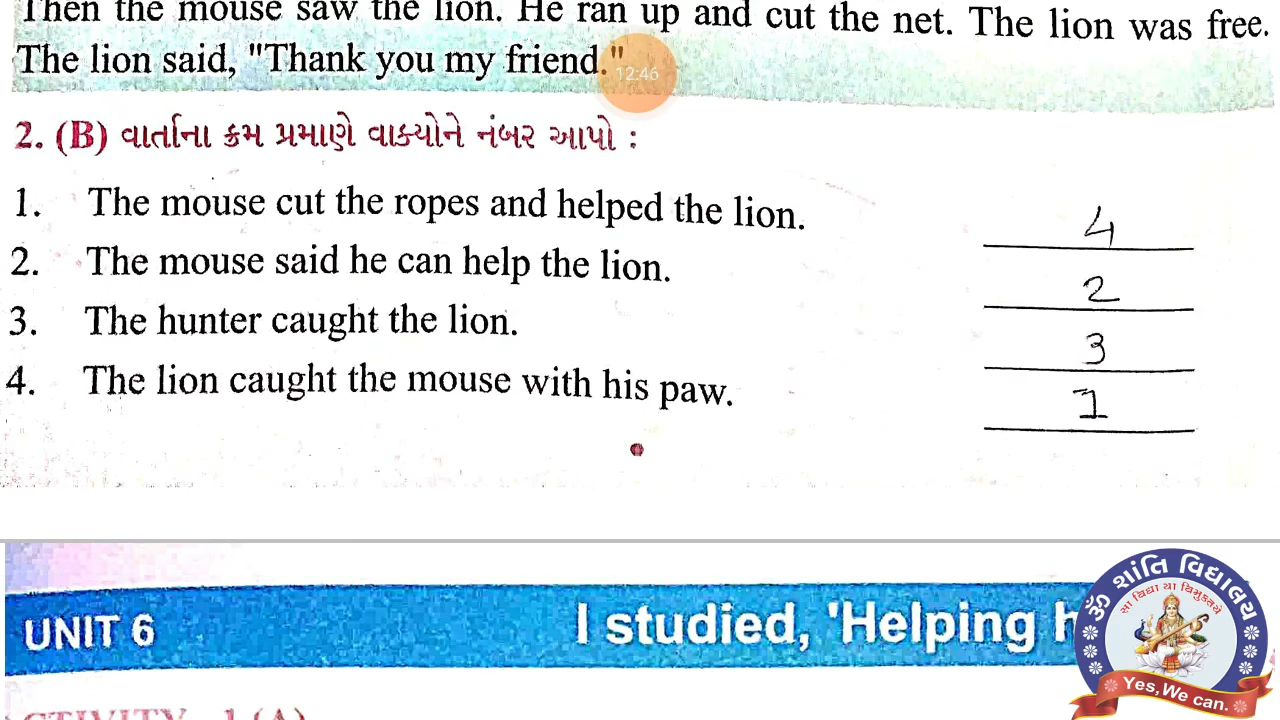 Then the mouse saw the lion. He ran up and cut the net. The lion was free.
The lion said, "Thank you my friend."
12:46
2. (B) વાર્તાના ક્રમ પ્રમાણે વાક્યોને નંબર આપો :
1. The mouse cut the ropes and helped the lion. 4
2. The mouse said he can help the lion. 2
3. The hunter caught the lion. 3
4. The lion caught the mouse with his paw. 1
UNIT 6 I studied, 'Helping h
ૐ શાંતિ વિદ્યાલય
સા વિદ્યા યા વિમુક્તયે
Yes, We can.
CTIVITY 1 (A)